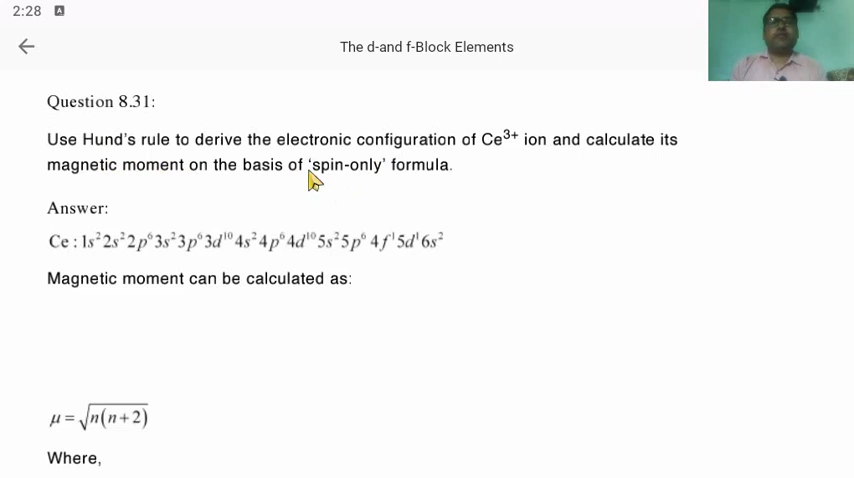 2:28 A
The d-and f-Block Elements
Question 8.31:
Use Hund's rule to derive the electronic configuration of Ce³⁺ ion and calculate its
magnetic moment on the basis of 'spin-only' formula.
Answer:
Ce : 1s²2s²2p⁶3s²3p⁶3d¹⁰4s²4p⁶4d¹⁰5s²5p⁶ 4f¹5d¹6s²
Magnetic moment can be calculated as:
μ = √n(n+2)
Where,